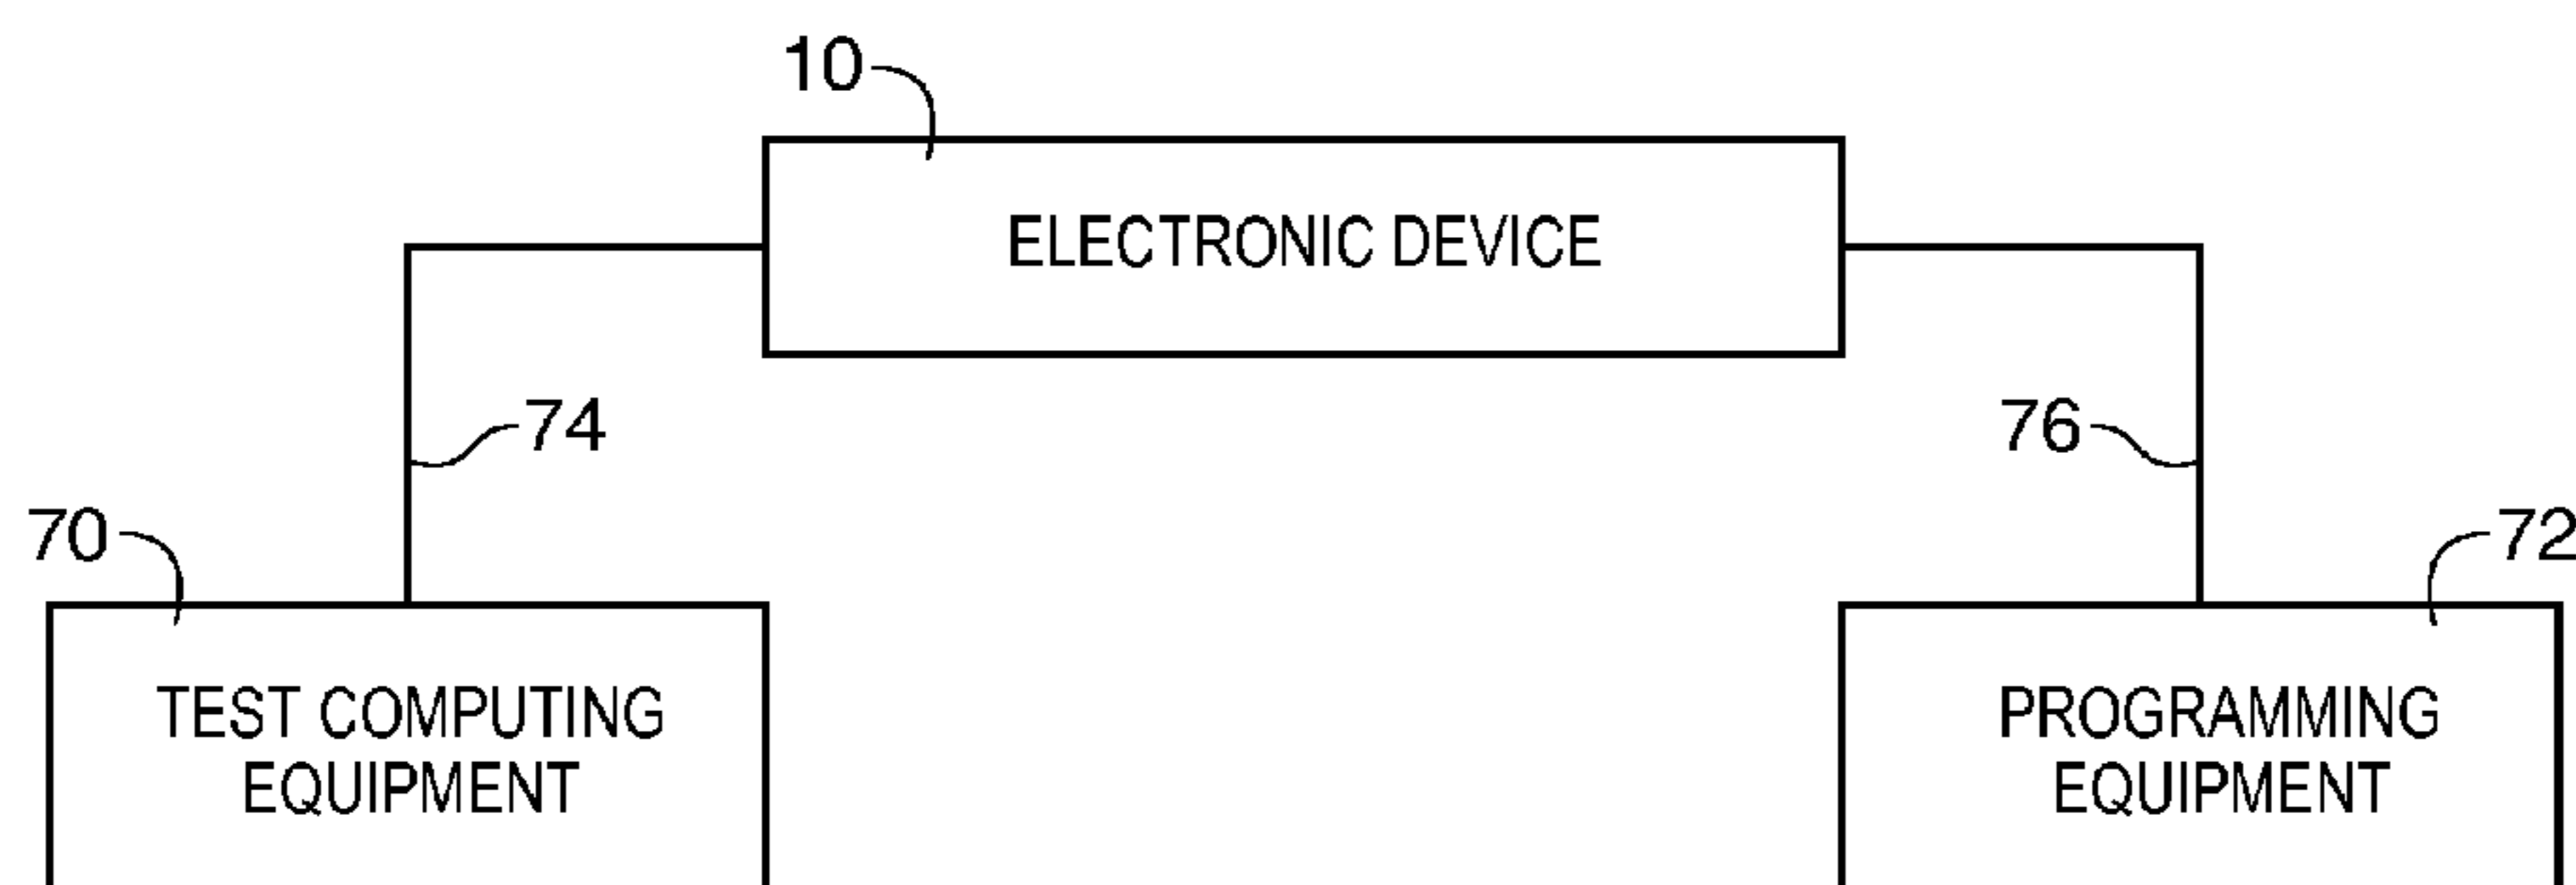 10
ELECTRONIC DEVICE
74
76
70
72
TEST COMPUTING
EQUIPMENT
PROGRAMMING
EQUIPMENT